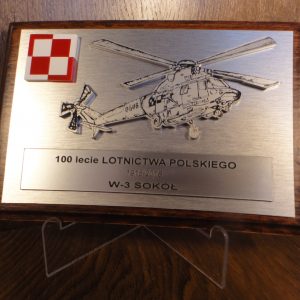 100 lecie LOTNICTWA POLSKIEGO
W-3 SOKÓŁ